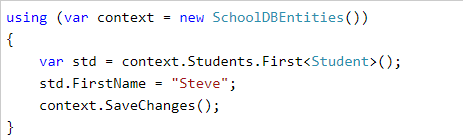 using (var context = new SchoolDBEntities())
{
    var std = context.Students.First<Student>();
    std.FirstName = "Steve";
    context.SaveChanges();
}